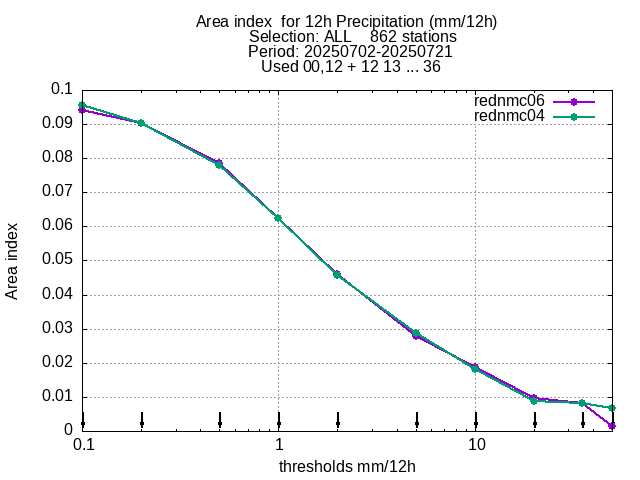 Area index  for 12h Precipitation (mm/12h)
Selection: ALL    862 stations
Period: 20250702-20250721
Used 00,12 + 12 13 ... 36
rednmc06
rednmc04
0.1
0.09
0.08
0.07
0.06
0.05
0.04
0.03
0.02
0.01
0
Area index
0.1 1 10
thresholds mm/12h